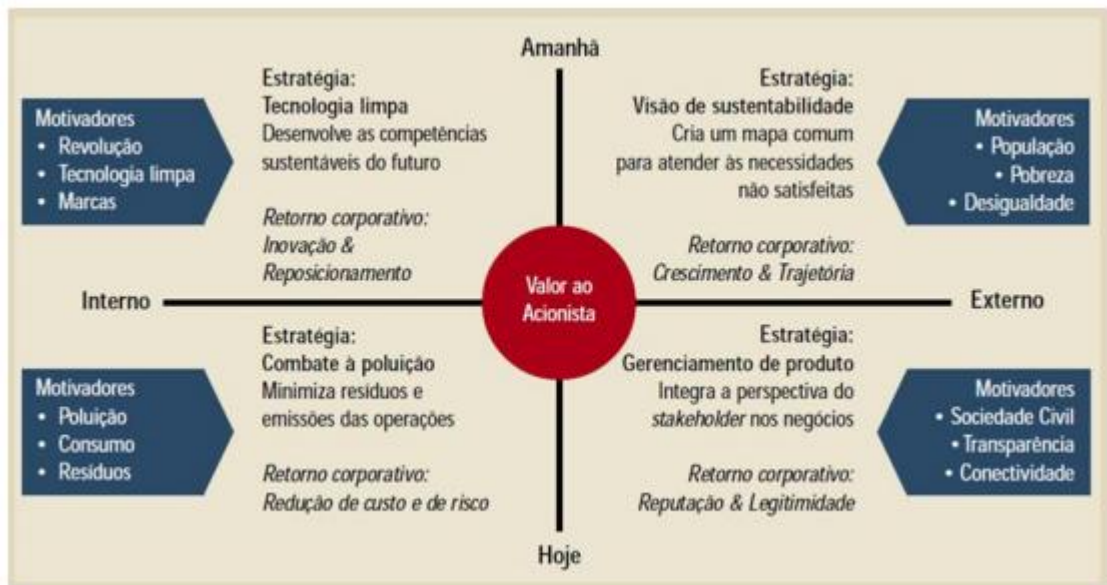 Amanhã
Motivadores
• Revolução
• Tecnologia limpa
• Marcas
Estratégia:
Tecnologia limpa
Desenvolve as competências
sustentáveis do futuro
Retorno corporativo:
Inovação &
Reposicionamento
Estratégia:
Visão de sustentabilidade
Cria um mapa comum
para atender às necessidades
não satisfeitas
Retorno corporativo:
Crescimento & Trajetória
Motivadores
• População
• Pobreza
• Desigualdade
Interno
Valor ao
Acionista
Externo
Motivadores
• Poluição
• Consumo
• Resíduos
Estratégia:
Combate à poluição
Minimiza resíduos e
emissões das operações
Retorno corporativo:
Redução de custo e de risco
Estratégia:
Gerenciamento de produto
Integra a perspectiva do
stakeholder nos negócios
Retorno corporativo:
Reputação & Legitimidade
Motivadores
• Sociedade Civil
• Transparência
• Conectividade
Hoje